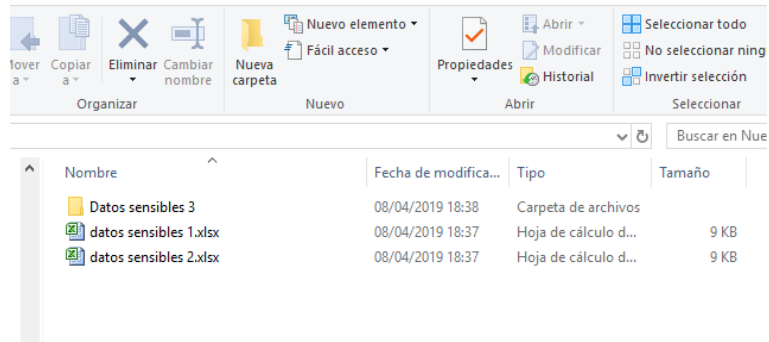 Nuevo elemento
Abrir
Seleccionar todo
Mover a
Copiar a
Eliminar
Cambiar nombre
Nueva carpeta
Fácil acceso
Propiedades
Modificar
Historial
No seleccionar ning
Invertir selección
Organizar
Nuevo
Abrir
Seleccionar
Buscar en Nue
Nombre Fecha de modifica... Tipo Tamaño
Datos sensibles 3 08/04/2019 18:38 Carpeta de archivos
datos sensibles 1.xlsx 08/04/2019 18:37 Hoja de cálculo d... 9 KB
datos sensibles 2.xlsx 08/04/2019 18:37 Hoja de cálculo d... 9 KB